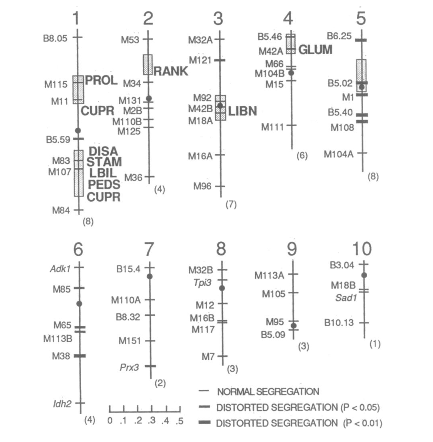 1 2 3 4 5
B8.05 M53 M32A B5.46 B6.25
M121 M42A GLUM
RANK M66
M104B
M115 PROL M34 M15 B5.02
M11 M131 M92 M1
CUPR M2B M42B LIBN B5.40
M110B M18A M111 M108
B5.59 M125
DISA
M83 STAM M16A (6) M104A
M107 LBIL M36 (8)
PEDS (4) M96
CUPR (7)
M84 (8)
6 7 8 9 10
Adk1 B15.4 M32B B3.04
M85 Tpi3 M113A M18B
M110A M12 M105 Sad1
M65 B8.32 M16B M95 B10.13
M113B M117 B5.09
M38 M151 (3) (1)
Prx3 M7 (3)
(2)
Idh2 (4)
0 .1 .2 .3 .4 .5
NORMAL SEGREGATION
DISTORTED SEGREGATION (P < 0.05)
DISTORTED SEGREGATION (P < 0.01)